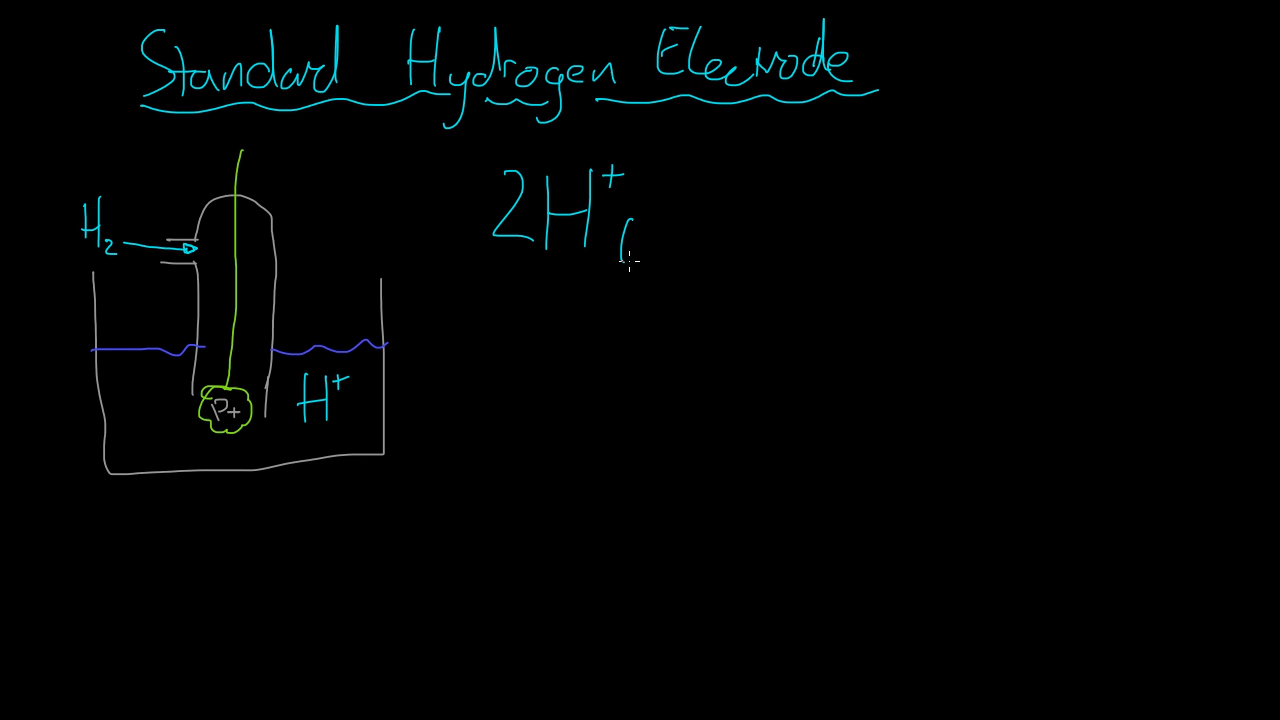 Standard Hydrogen Electrode
2H⁺(
H₂
H⁺
Pt